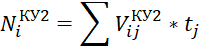 N_i^{КУ2} = ∑ V_{ij}^{КУ2} * t_j